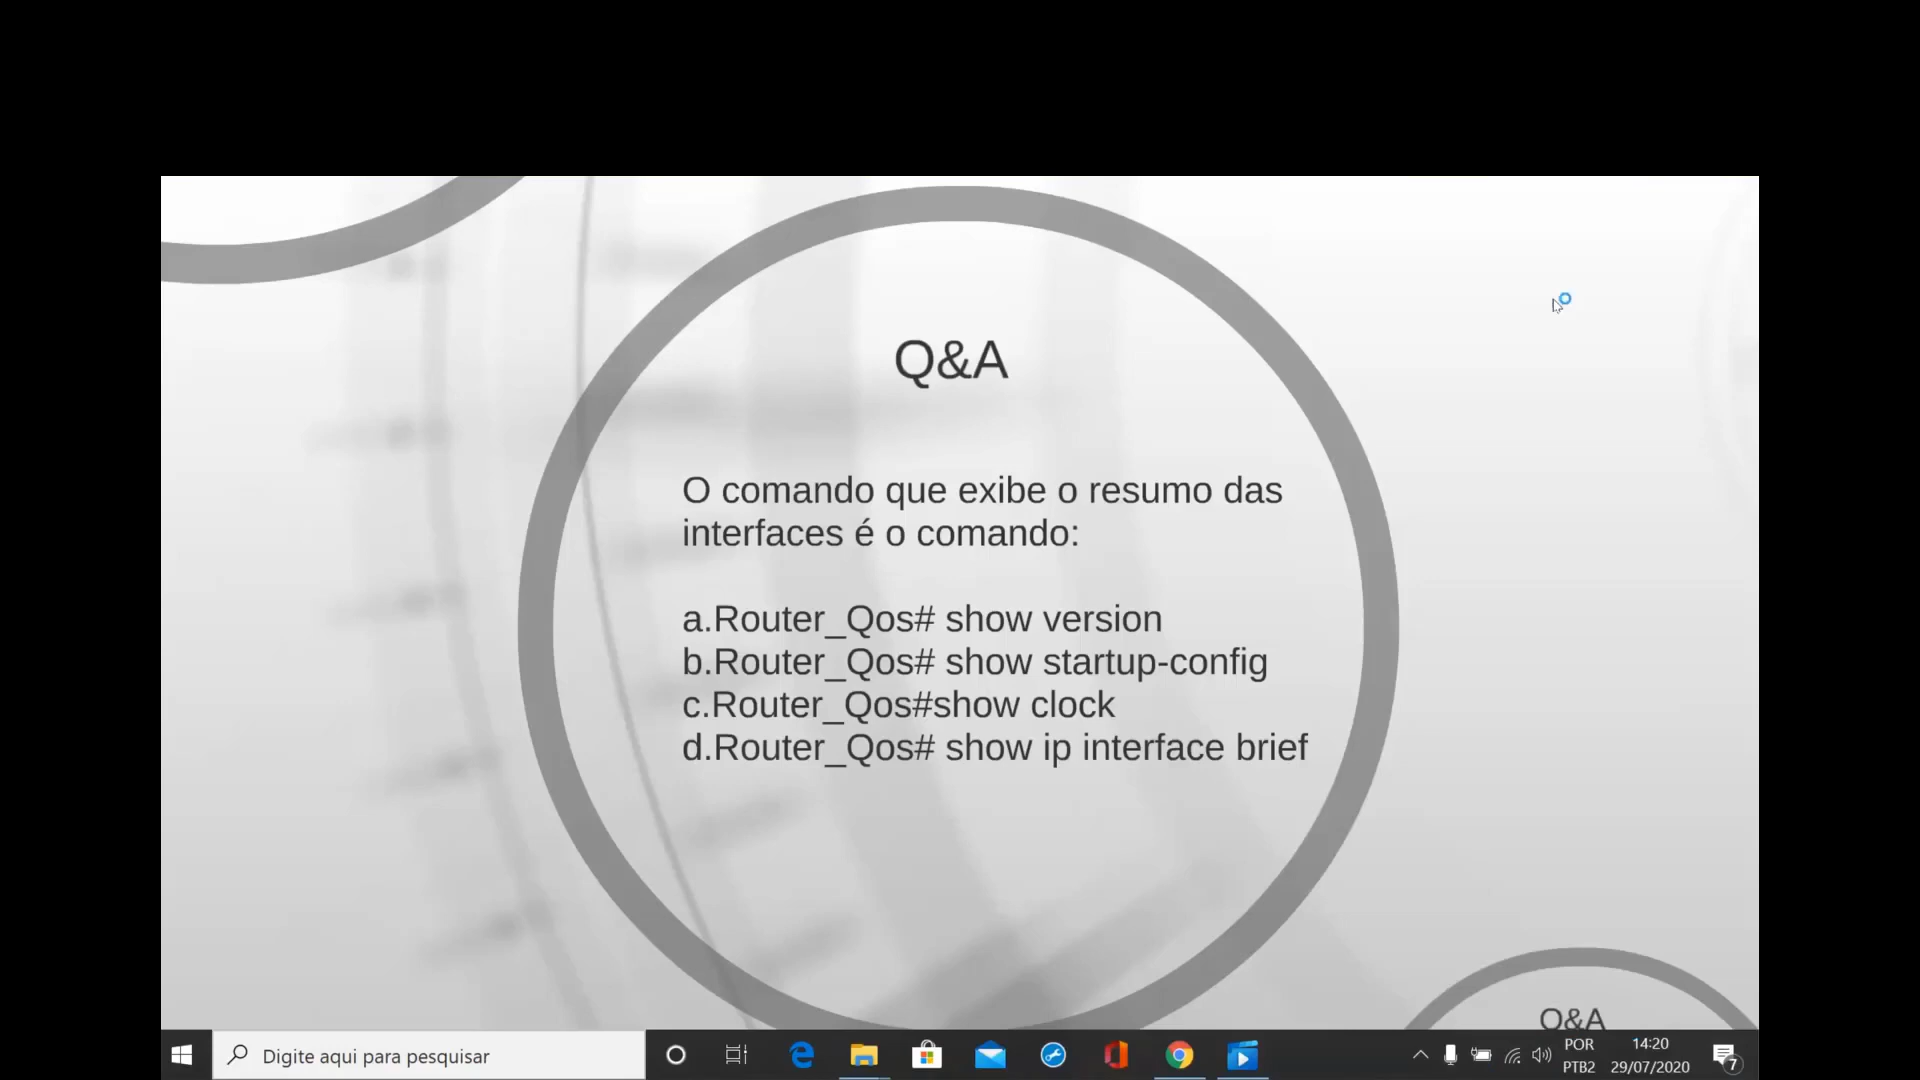 Q&A
O comando que exibe o resumo das
interfaces é o comando:
a.Router_Qos# show version
b.Router_Qos# show startup-config
c.Router_Qos#show clock
d.Router_Qos# show ip interface brief
Q&A
Digite aqui para pesquisar
POR
PTB2
14:20
29/07/2020
7